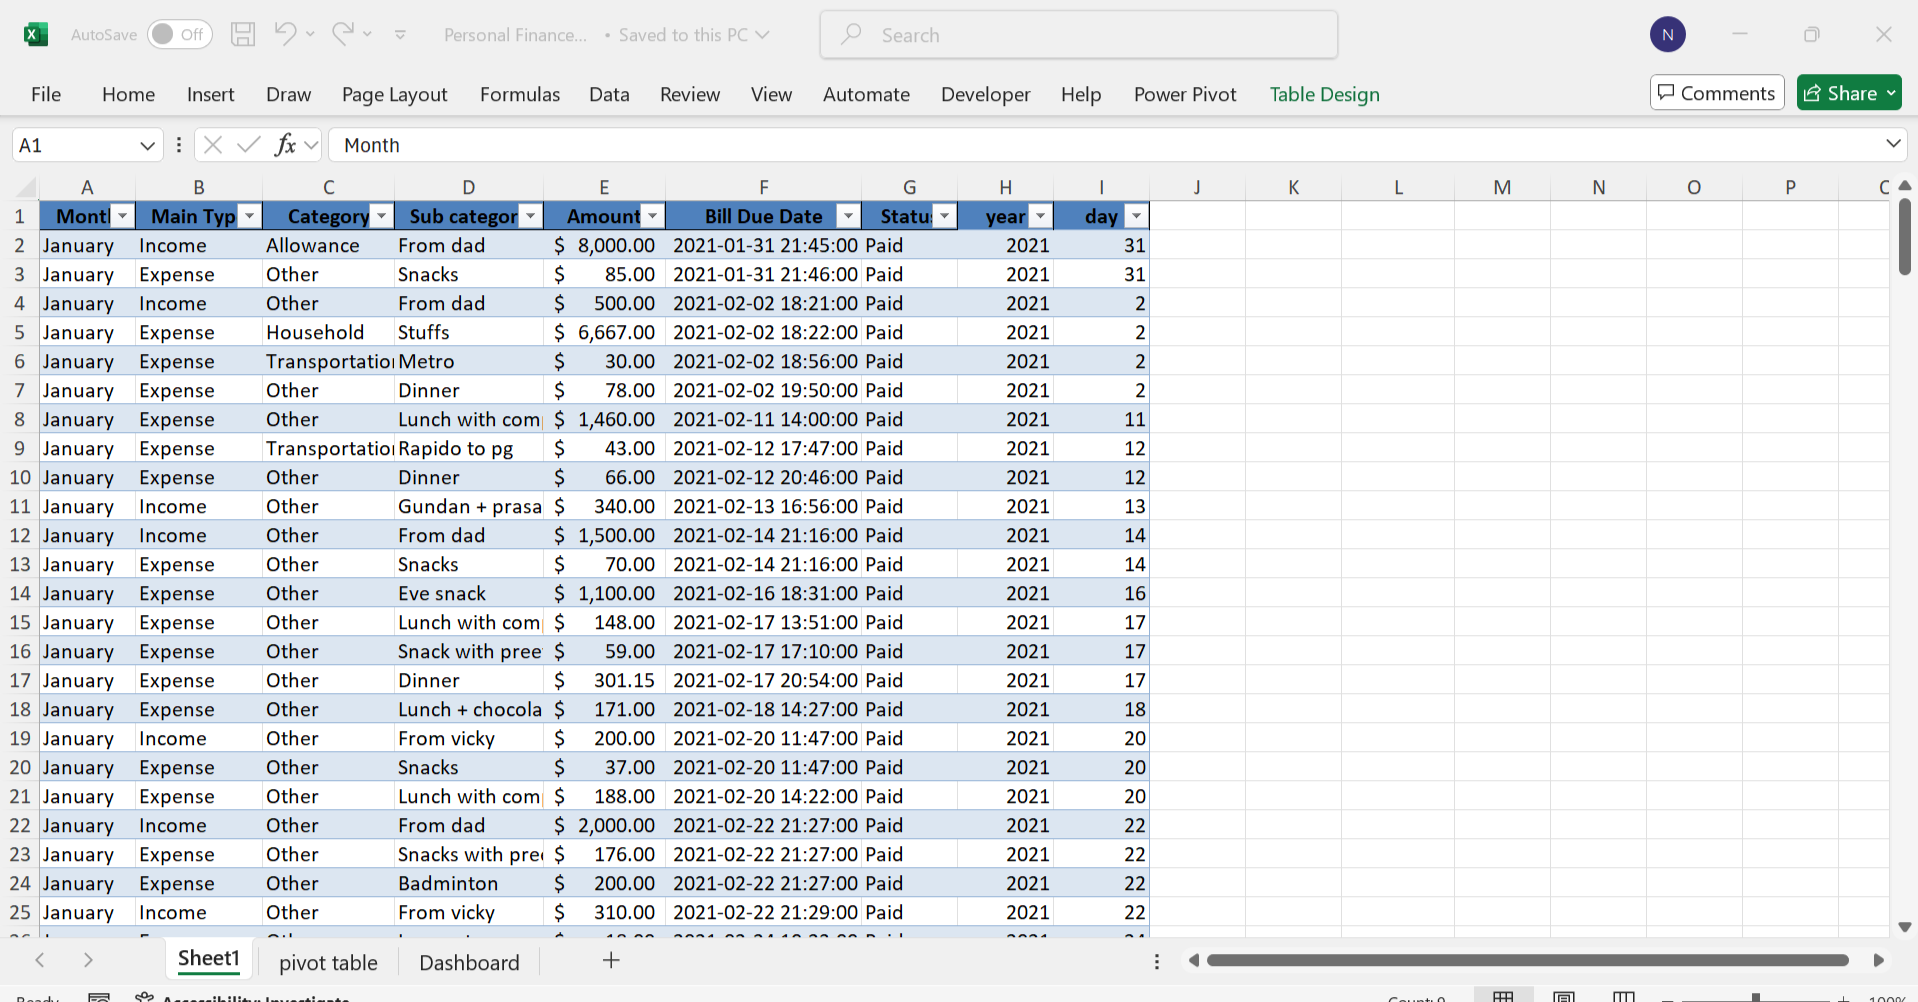 AutoSave Off Personal Finance... • Saved to this PC Search N
File Home Insert Draw Page Layout Formulas Data Review View Automate Developer Help Power Pivot Table Design Comments Share
A1 fx Month
A B C D E F G H I J K L M N O P
1 Month Main Typ Category Sub categor Amount Bill Due Date Statu year day
2 January Income Allowance From dad $ 8,000.00 2021-01-31 21:45:00 Paid 2021 31
3 January Expense Other Snacks $ 85.00 2021-01-31 21:46:00 Paid 2021 31
4 January Income Other From dad $ 500.00 2021-02-02 18:21:00 Paid 2021 2
5 January Expense Household Stuffs $ 6,667.00 2021-02-02 18:22:00 Paid 2021 2
6 January Expense Transportation Metro $ 30.00 2021-02-02 18:56:00 Paid 2021 2
7 January Expense Other Dinner $ 78.00 2021-02-02 19:50:00 Paid 2021 2
8 January Expense Other Lunch with com $ 1,460.00 2021-02-11 14:00:00 Paid 2021 11
9 January Expense Transportation Rapido to pg $ 43.00 2021-02-12 17:47:00 Paid 2021 12
10 January Expense Other Dinner $ 66.00 2021-02-12 20:46:00 Paid 2021 12
11 January Income Other Gundan + prasa $ 340.00 2021-02-13 16:56:00 Paid 2021 13
12 January Income Other From dad $ 1,500.00 2021-02-14 21:16:00 Paid 2021 14
13 January Expense Other Snacks $ 70.00 2021-02-14 21:16:00 Paid 2021 14
14 January Expense Other Eve snack $ 1,100.00 2021-02-16 18:31:00 Paid 2021 16
15 January Expense Other Lunch with com $ 148.00 2021-02-17 13:51:00 Paid 2021 17
16 January Expense Other Snack with pree $ 59.00 2021-02-17 17:10:00 Paid 2021 17
17 January Expense Other Dinner $ 301.15 2021-02-17 20:54:00 Paid 2021 17
18 January Expense Other Lunch + chocola $ 171.00 2021-02-18 14:27:00 Paid 2021 18
19 January Income Other From vicky $ 200.00 2021-02-20 11:47:00 Paid 2021 20
20 January Expense Other Snacks $ 37.00 2021-02-20 11:47:00 Paid 2021 20
21 January Expense Other Lunch with com $ 188.00 2021-02-20 14:22:00 Paid 2021 20
22 January Income Other From dad $ 2,000.00 2021-02-22 21:27:00 Paid 2021 22
23 January Expense Other Snacks with pre $ 176.00 2021-02-22 21:27:00 Paid 2021 22
24 January Expense Other Badminton $ 200.00 2021-02-22 21:27:00 Paid 2021 22
25 January Income Other From vicky $ 310.00 2021-02-22 21:29:00 Paid 2021 22
Sheet1 pivot table Dashboard
Ready Accessibility: Investigate Count: 9 100%